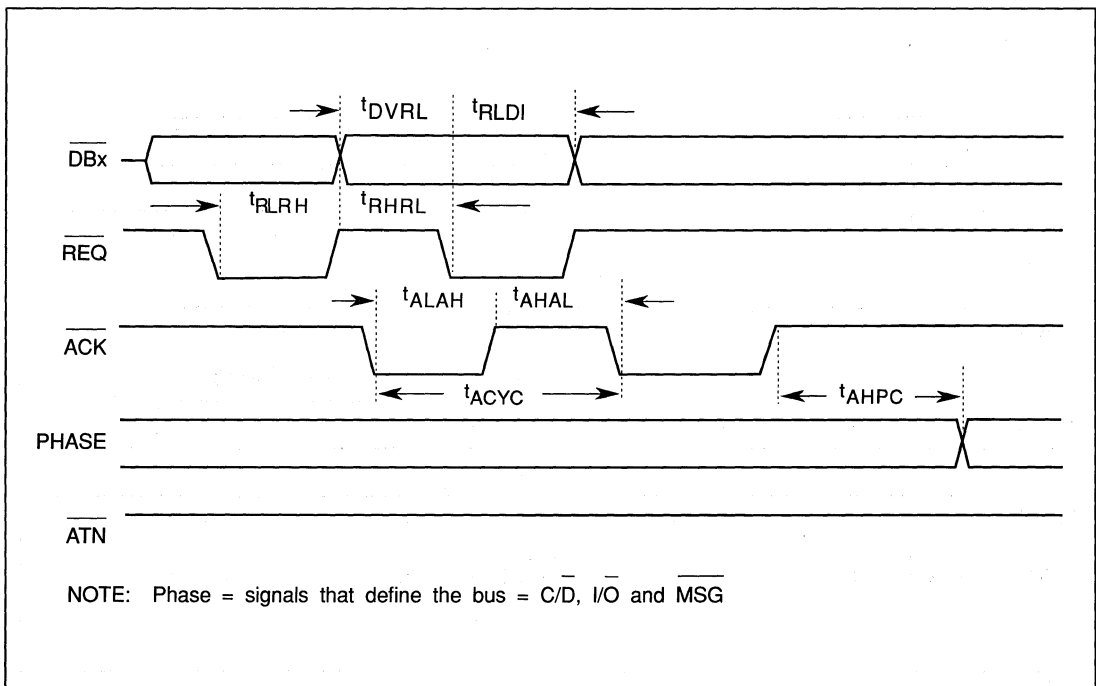 tDVRL tRLDI
DBx
tRLRH tRHRL
REQ
tALAH tAHAL
ACK
tACYC
tAHPC
PHASE
ATN
NOTE: Phase = signals that define the bus = C/D̅, I/O̅ and M̅S̅G̅